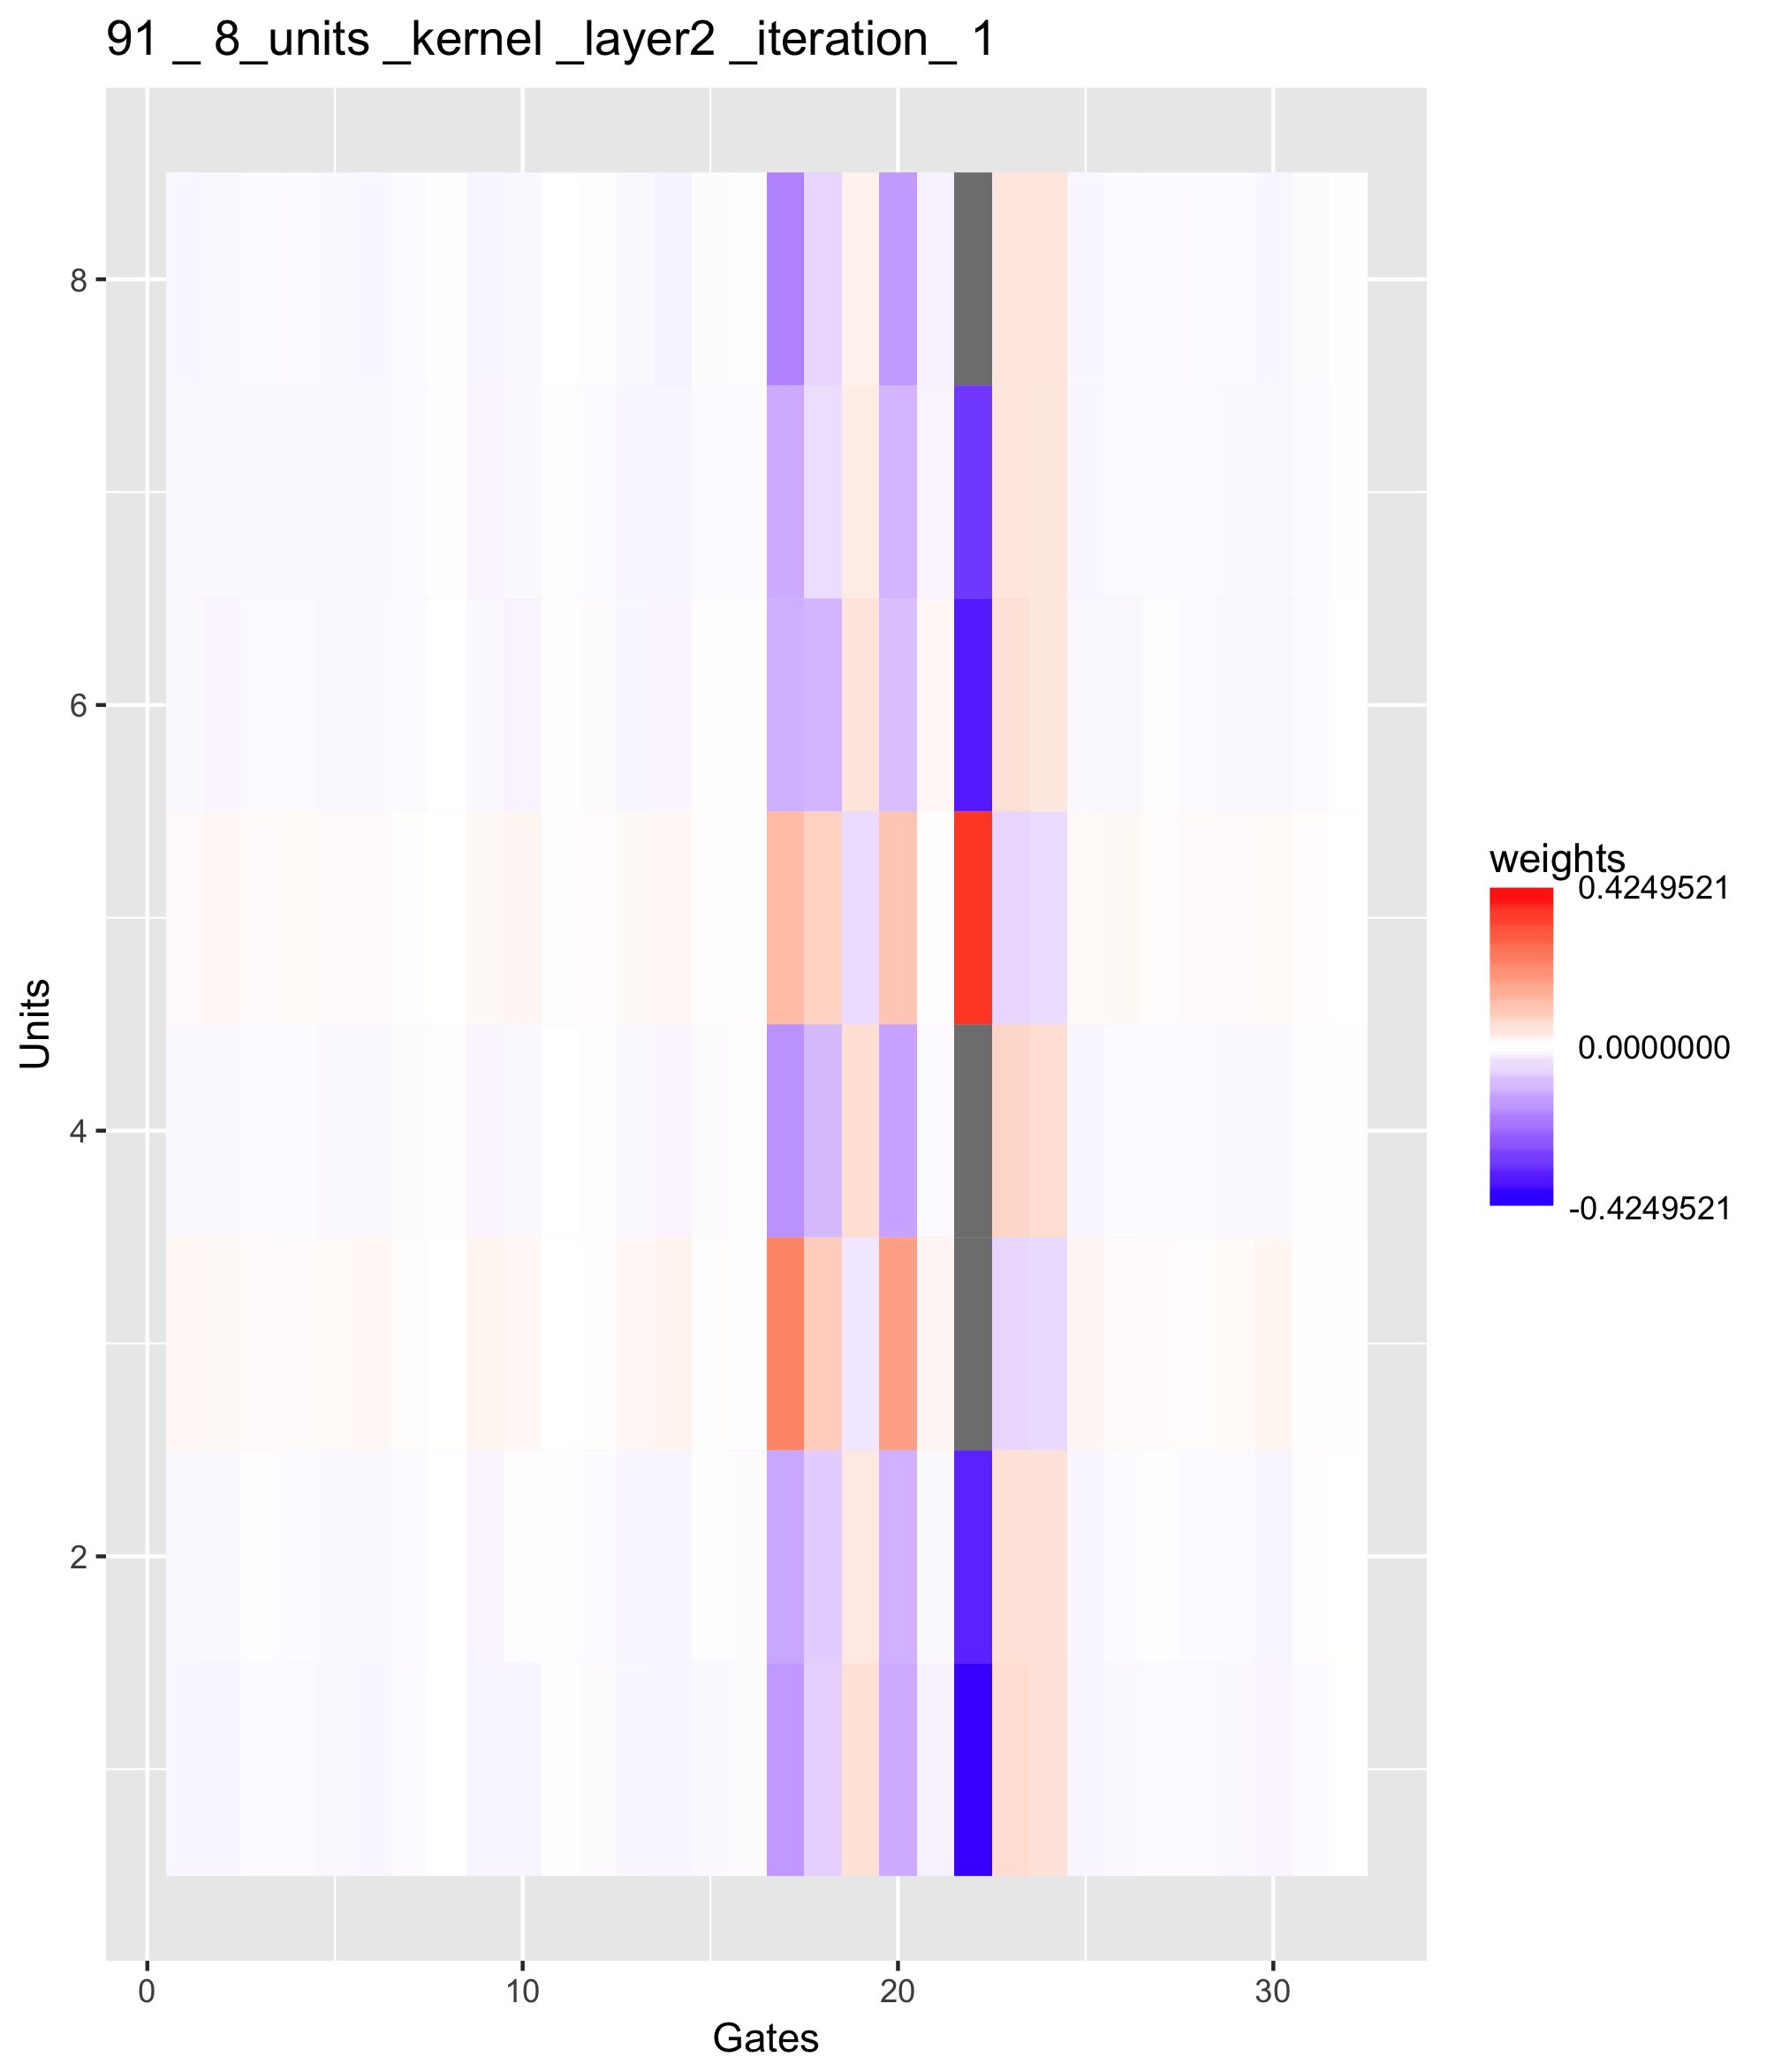 91 _ 8_units _kernel _layer2 _iteration_ 1
8
6
4
2
Units
0 10 20 30
Gates
weights
0.4249521
0.0000000
-0.4249521